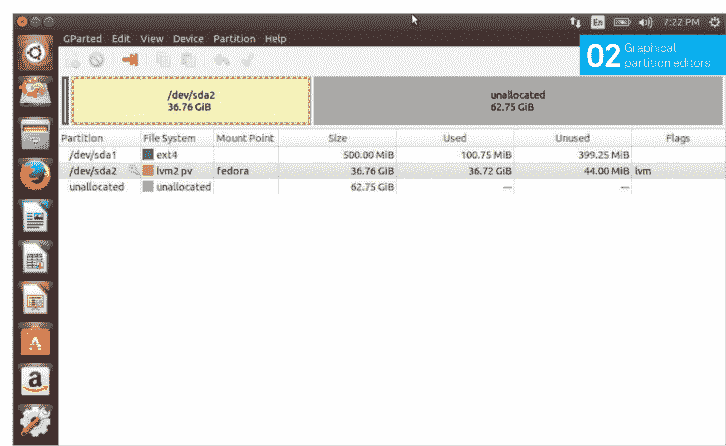 En 7:22 PM
GParted Edit View Device Partition Help
02 Graphical
partition editors
/dev/sda2
36.76 GiB
unallocated
62.75 GiB
Partition File System Mount Point Size Used Unused Flags
/dev/sda1 ext4 500.00 MiB 100.75 MiB 399.25 MiB
/dev/sda2 lvm2 pv fedora 36.76 GiB 36.72 GiB 44.00 MiB lvm
unallocated unallocated 62.75 GiB — —
A
a